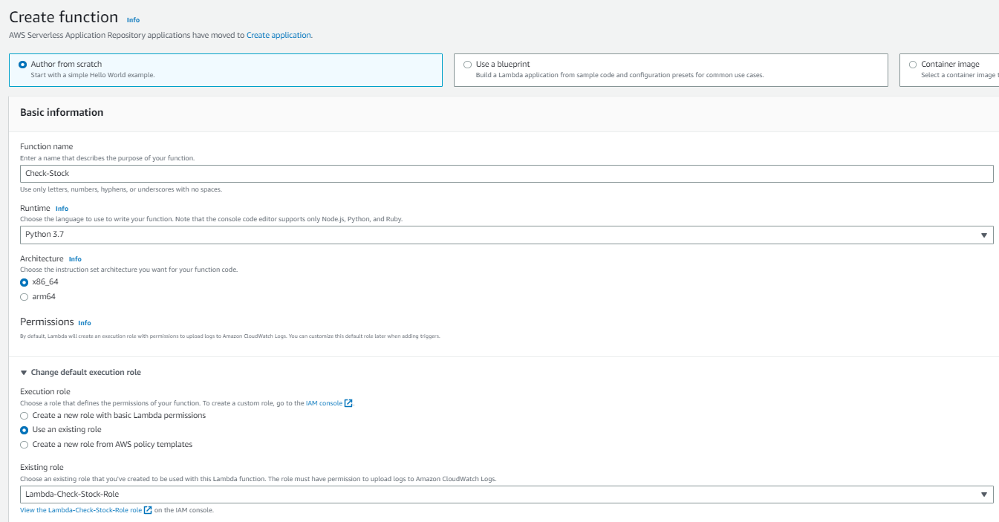 Create function Info
AWS Serverless Application Repository applications have moved to Create application.
Author from scratch
Start with a simple Hello World example.
Use a blueprint
Build a Lambda application from sample code and configuration presets for common use cases.
Container image
Select a container image
Basic information
Function name
Enter a name that describes the purpose of your function.
Check-Stock
Use only letters, numbers, hyphens, or underscores with no spaces.
Runtime Info
Choose the language to use to write your function. Note that the console code editor supports only Node.js, Python, and Ruby.
Python 3.7
Architecture Info
Choose the instruction set architecture you want for your function code.
x86_64
arm64
Permissions Info
By default, Lambda will create an execution role with permissions to upload logs to Amazon CloudWatch Logs. You can customize this default role later when adding triggers.
Change default execution role
Execution role
Choose a role that defines the permissions of your function. To create a custom role, go to the IAM console.
Create a new role with basic Lambda permissions
Use an existing role
Create a new role from AWS policy templates
Existing role
Choose an existing role that you've created to be used with this Lambda function. The role must have permission to upload logs to Amazon CloudWatch Logs.
Lambda-Check-Stock-Role
View the Lambda-Check-Stock-Role role on the IAM console.